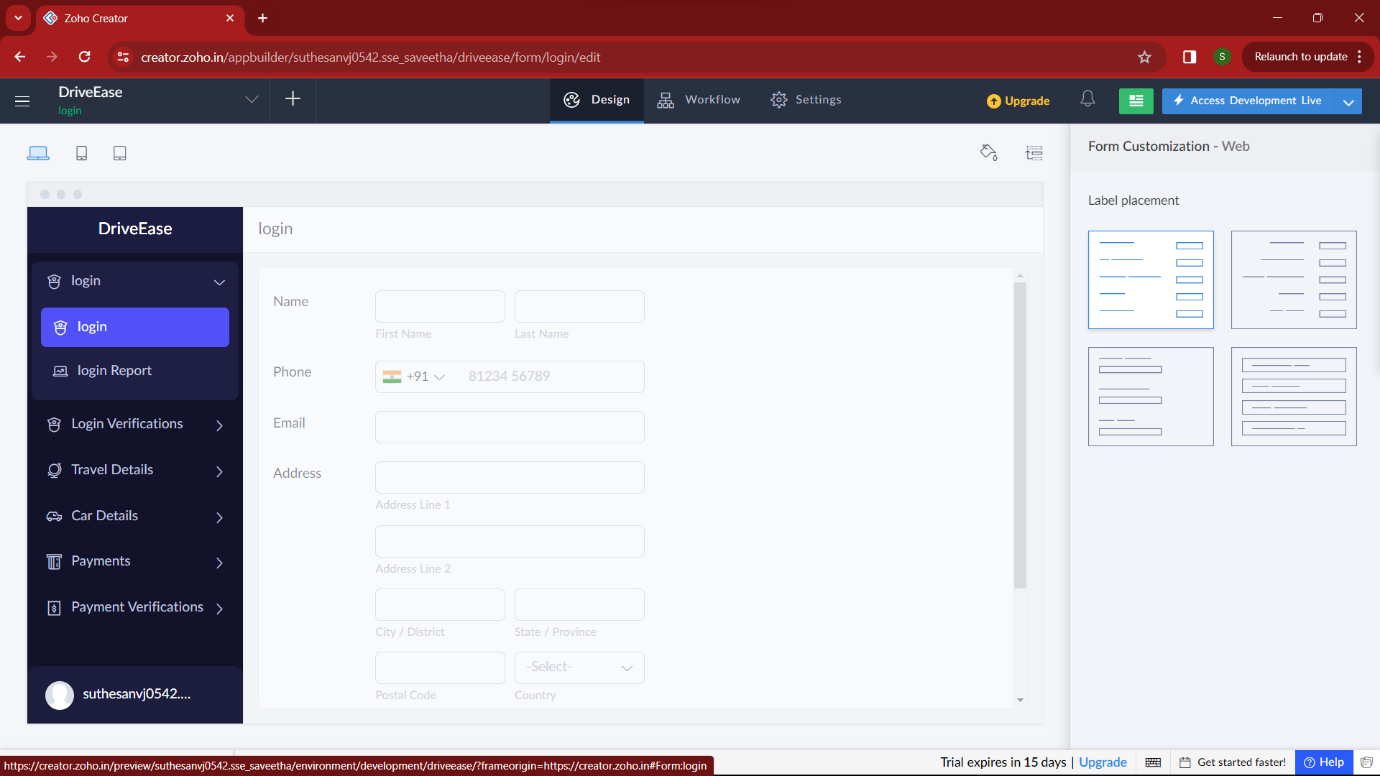 Zoho Creator
creator.zoho.in/appbuilder/suthesanvj0542.sse_saveetha/driveease/form/login/edit
S
Relaunch to update
DriveEase
login
Design
Workflow
Settings
Upgrade
Access Development Live
Form Customization - Web
Label placement
DriveEase
login
login
login Report
Login Verifications
Travel Details
Car Details
Payments
Payment Verifications
suthesanvj0542....
login
Name
First Name
Last Name
Phone
+91
81234 56789
Email
Address
Address Line 1
Address Line 2
City / District
State / Province
-Select-
Postal Code
Country
https://creator.zoho.in/preview/suthesanvj0542.sse_saveetha/environment/development/driveease/?frameorigin=https://creator.zoho.in#Form:login
Trial expires in 15 days | Upgrade
Get started faster!
Help